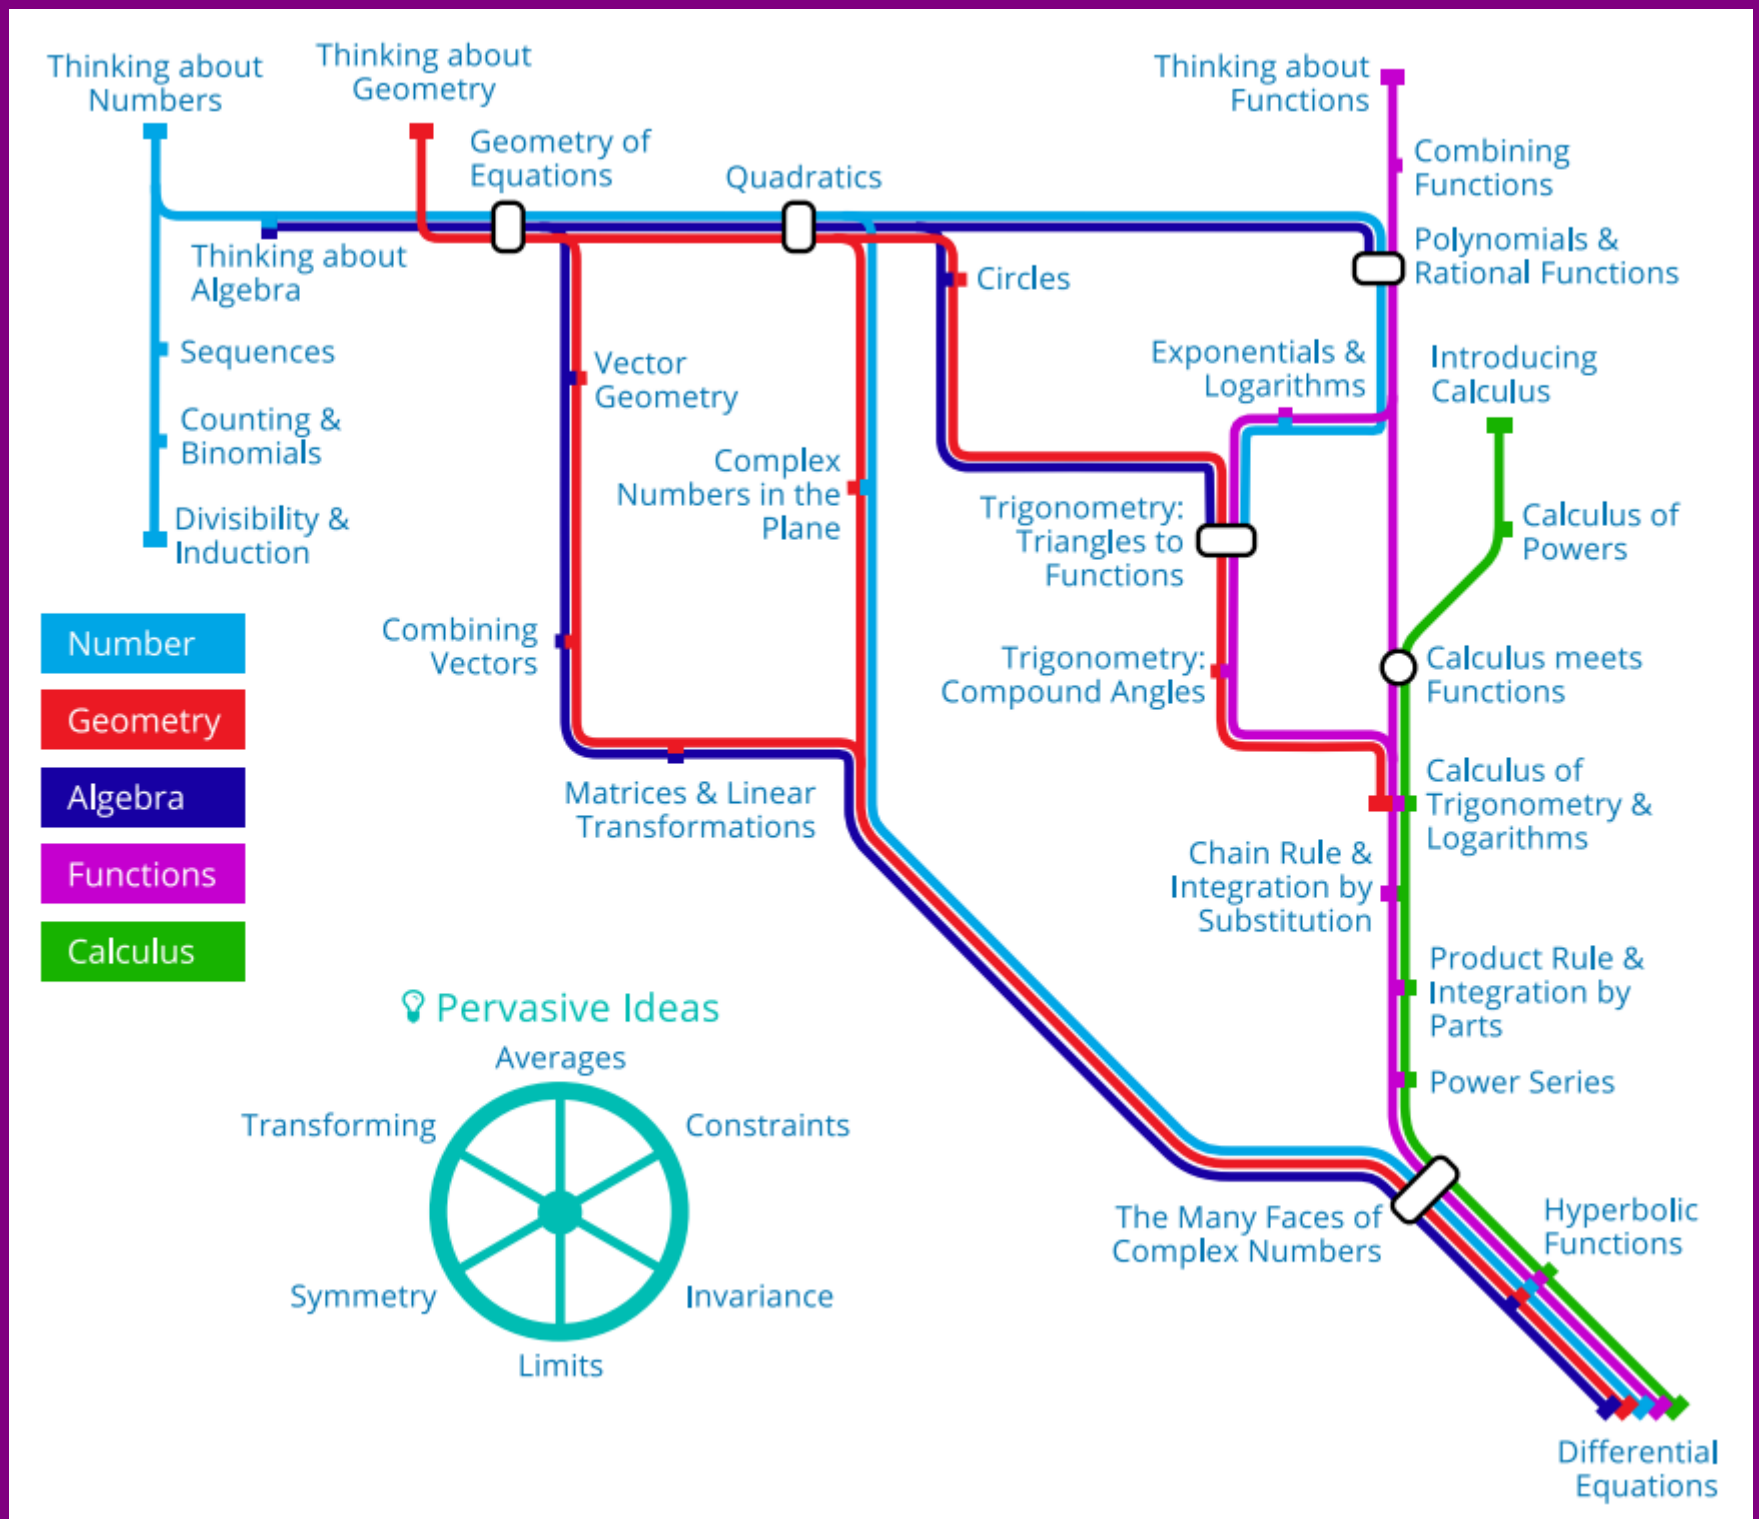 Thinking about
Numbers
Thinking about
Geometry
Geometry of
Equations
Quadratics
Thinking about
Functions
Combining
Functions
Polynomials &
Rational Functions
Thinking about
Algebra
Circles
Sequences
Vector
Geometry
Exponentials &
Logarithms
Introducing
Calculus
Counting &
Binomials
Complex
Numbers in the
Plane
Divisibility &
Induction
Trigonometry:
Triangles to
Functions
Calculus of
Powers
Combining
Vectors
Trigonometry:
Compound Angles
Calculus meets
Functions
Number
Geometry
Algebra
Functions
Calculus
Matrices & Linear
Transformations
Calculus of
Trigonometry &
Logarithms
Chain Rule &
Integration by
Substitution
Product Rule &
Integration by
Parts
Power Series
Pervasive Ideas
Averages
Transforming
Constraints
Symmetry
Invariance
Limits
The Many Faces of
Complex Numbers
Hyperbolic
Functions
Differential
Equations